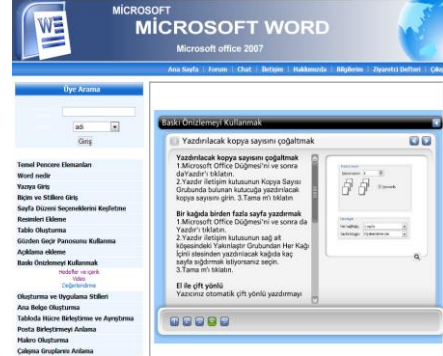 MİCROSOFT
MİCROSOFT WORD
Microsoft office 2007
Ana Sayfa | Forum | Chat | İletişim | Hakkımızda | Bilgilerim | Ziyaretci Defteri | Çıkış
Üye Arama
adi
Giriş
Temel Pencere Elemanları
Word nedir
Yazıya Giriş
Biçim ve Stillere Giriş
Sayfa Düzeni Seçeneklerini Keşfetme
Resimleri Ekleme
Tablo Oluşturma
Gözden Geçir Panosunu Kullanma
Açıklama ekleme
Baskı Önizlemeyi Kullanmak
Hedefler ve içerik
Video
Değerlendirme
Oluşturma ve Uygulama Stilleri
Ana Belge Oluşturma
Tabloda Hücre Birleştirme ve Ayrıştırma
Posta Birleştirmeyi Anlama
Makro Oluşturma
Çalışma Gruplarını Anlama
Baskı Önizlemeyi Kullanmak
Yazdırılacak kopya sayısını çoğaltmak
Yazdırılacak kopya sayısını çoğaltmak
1.Microsoft Office Düğmesi'ni ve sonra
daYazdır'ı tıklatın.
2.Yazdır iletişim kutusunun Kopya Sayısı
Grubunda bulunan kutucuğa yazdırılacak
kopya sayısını girin. 3.Tama m'ı tıklatın
Bir kağıda birden fazla sayfa yazdırmak
1.Microsoft Office Düğmesi'ni ve sonra da
Yazdır'ı tıklatın.
2.Yazdır iletişim kutusunun sağ alt
köşesindeki Yakınlaştır Grubundan Her Kağı
İçinli stesinden yazdırılacak kağıda kaç
sayfa sığdırmak istiyorsanız seçin.
3.Tama m'ı tıklatın.
El ile çift yönlü
Yazıcınız otomatik çift yönlü yazdırmayı